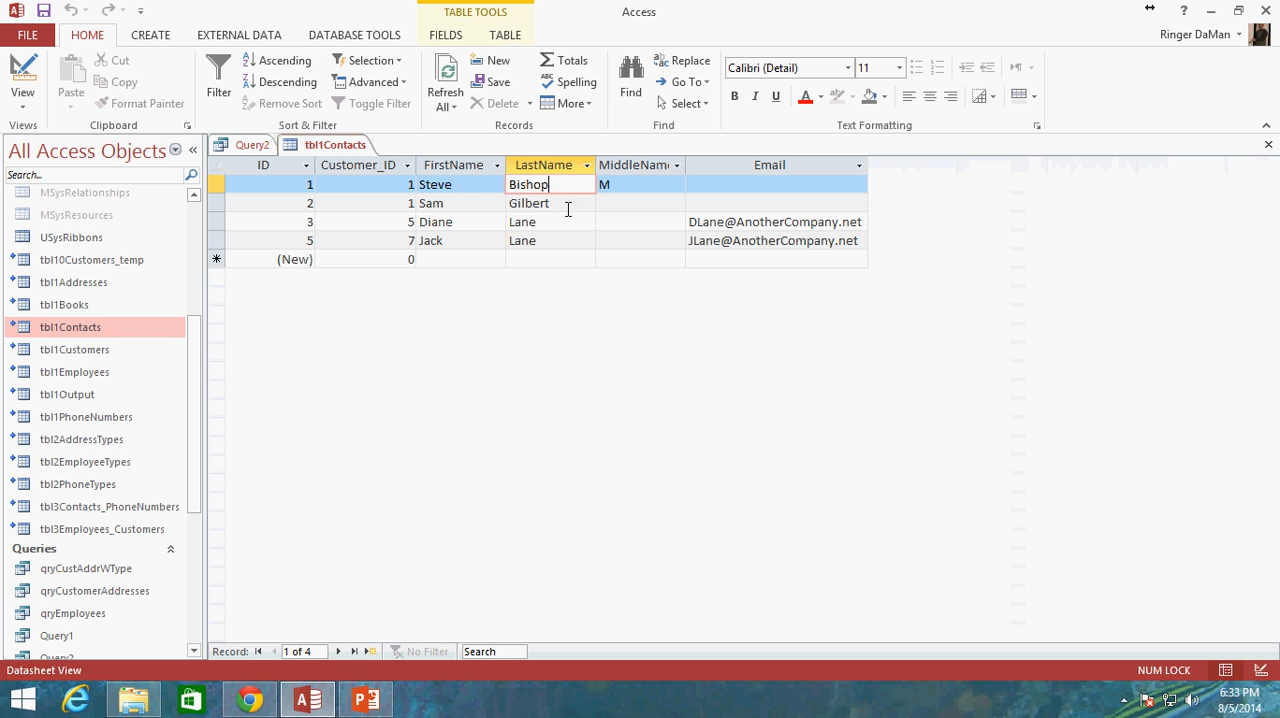 TABLE TOOLS
Access
?
FILE
HOME
CREATE
EXTERNAL DATA
DATABASE TOOLS
FIELDS
TABLE
Ringer DaMan
View
Views
Paste
Cut
Copy
Format Painter
Clipboard
Filter
Ascending
Descending
Remove Sort
Selection
Advanced
Toggle Filter
Sort & Filter
Refresh
All
New
Save
Delete
Totals
Spelling
More
Records
Find
Replace
Go To
Select
Find
Calibri (Detail)
11
B I U
Text Formatting
All Access Objects
Search...
MSysRelationships
MSysResources
USysRibbons
tbl10Customers_temp
tbl1Addresses
tbl1Books
tbl1Contacts
tbl1Customers
tbl1Employees
tbl1Output
tbl1PhoneNumbers
tbl2AddressTypes
tbl2EmployeeTypes
tbl2PhoneTypes
tbl3Contacts_PhoneNumbers
tbl3Employees_Customers
Queries
qryCustAddrWType
qryCustomerAddresses
qryEmployees
Query1
Query2
Query2
tbl1Contacts
ID Customer_ID FirstName LastName MiddleName Email
1 1 Steve Bishop M
2 1 Sam Gilbert
3 5 Diane Lane DLane@AnotherCompany.net
5 7 Jack Lane JLane@AnotherCompany.net
(New) 0
Record: 1 of 4 No Filter Search
Datasheet View
NUM LOCK
6:33 PM
8/5/2014